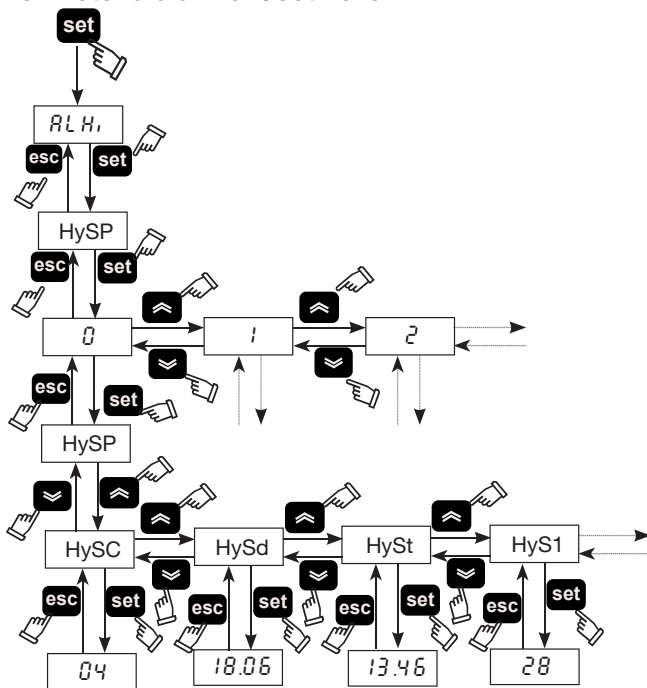 set
ALHi
esc set
HySP
esc set
0 1 2
esc set
HySP
HySC HySd HySt HyS1
esc set esc set esc set esc set
04 18.06 13.46 28